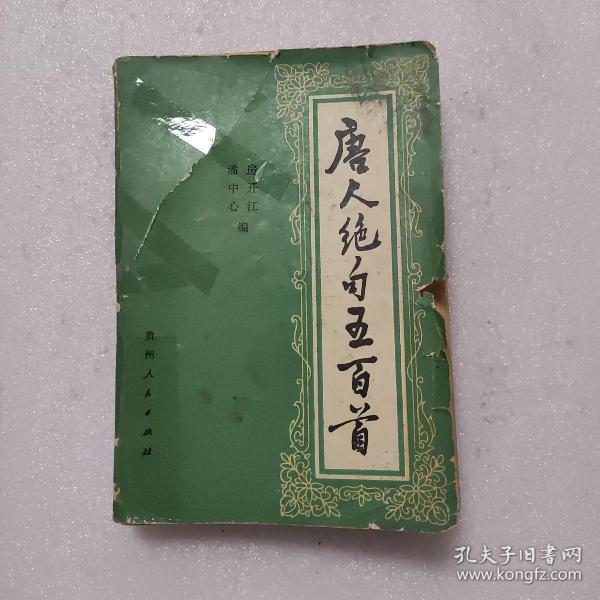 唐人绝句五百首
房开江
潘中心
编
贵州人民出版社
孔夫子旧书网
www.kongfz.com